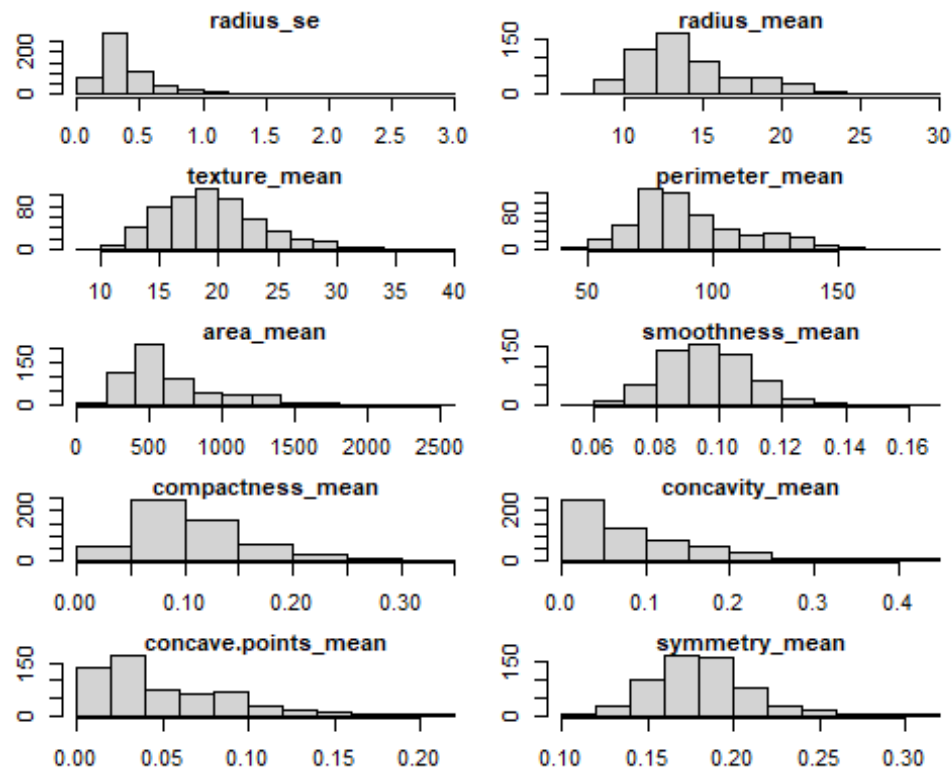 radius_se
0 200
0.0 0.5 1.0 1.5 2.0 2.5 3.0
radius_mean
0 150
10 15 20 25 30
texture_mean
0 80
10 15 20 25 30 35 40
perimeter_mean
0 80
50 100 150
area_mean
0 150
0 500 1000 1500 2000 2500
smoothness_mean
0 150
0.06 0.08 0.10 0.12 0.14 0.16
compactness_mean
0 200
0.00 0.10 0.20 0.30
concavity_mean
0 200
0.0 0.1 0.2 0.3 0.4
concave.points_mean
0 150
0.00 0.05 0.10 0.15 0.20
symmetry_mean
0 150
0.10 0.15 0.20 0.25 0.30